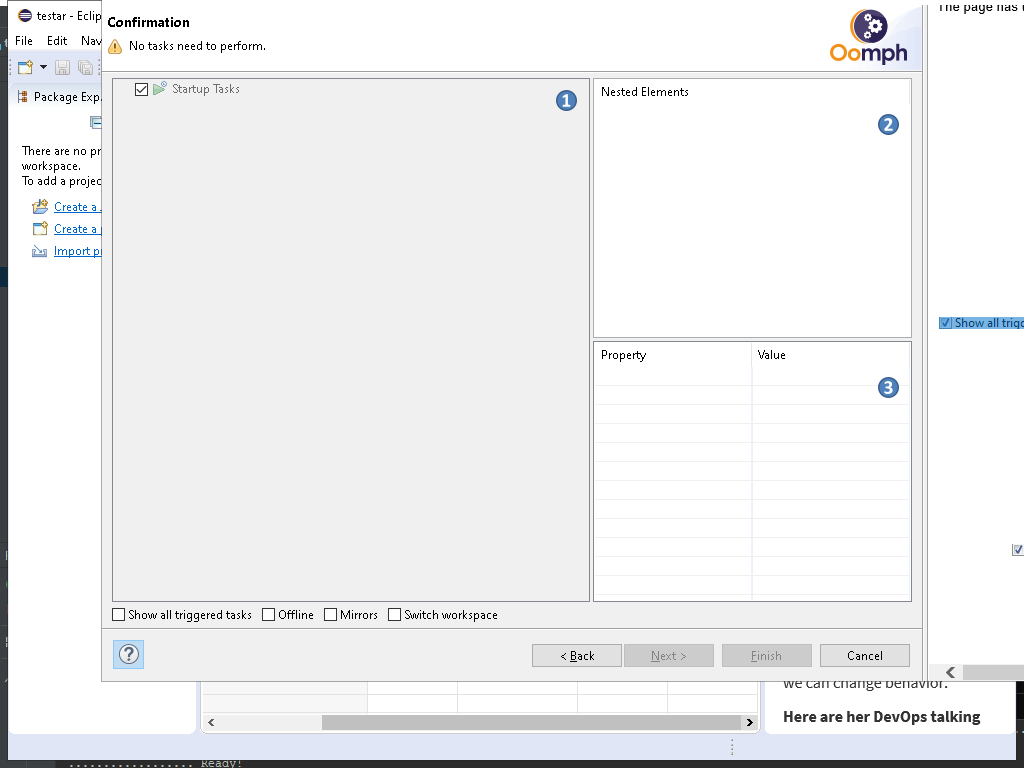 testar - Eclip
The page has
File Edit Nav
Package Exp
There are no pr
workspace.
To add a projec
Create a
Create a
Import p
Confirmation
No tasks need to perform.
Oomph
Startup Tasks
1
Nested Elements
2
Property Value
3
Show all trigg
Show all triggered tasks Offline Mirrors Switch workspace
?
< Back Next > Finish Cancel
we can change behavior.
Here are her DevOps talking
.................. Ready!